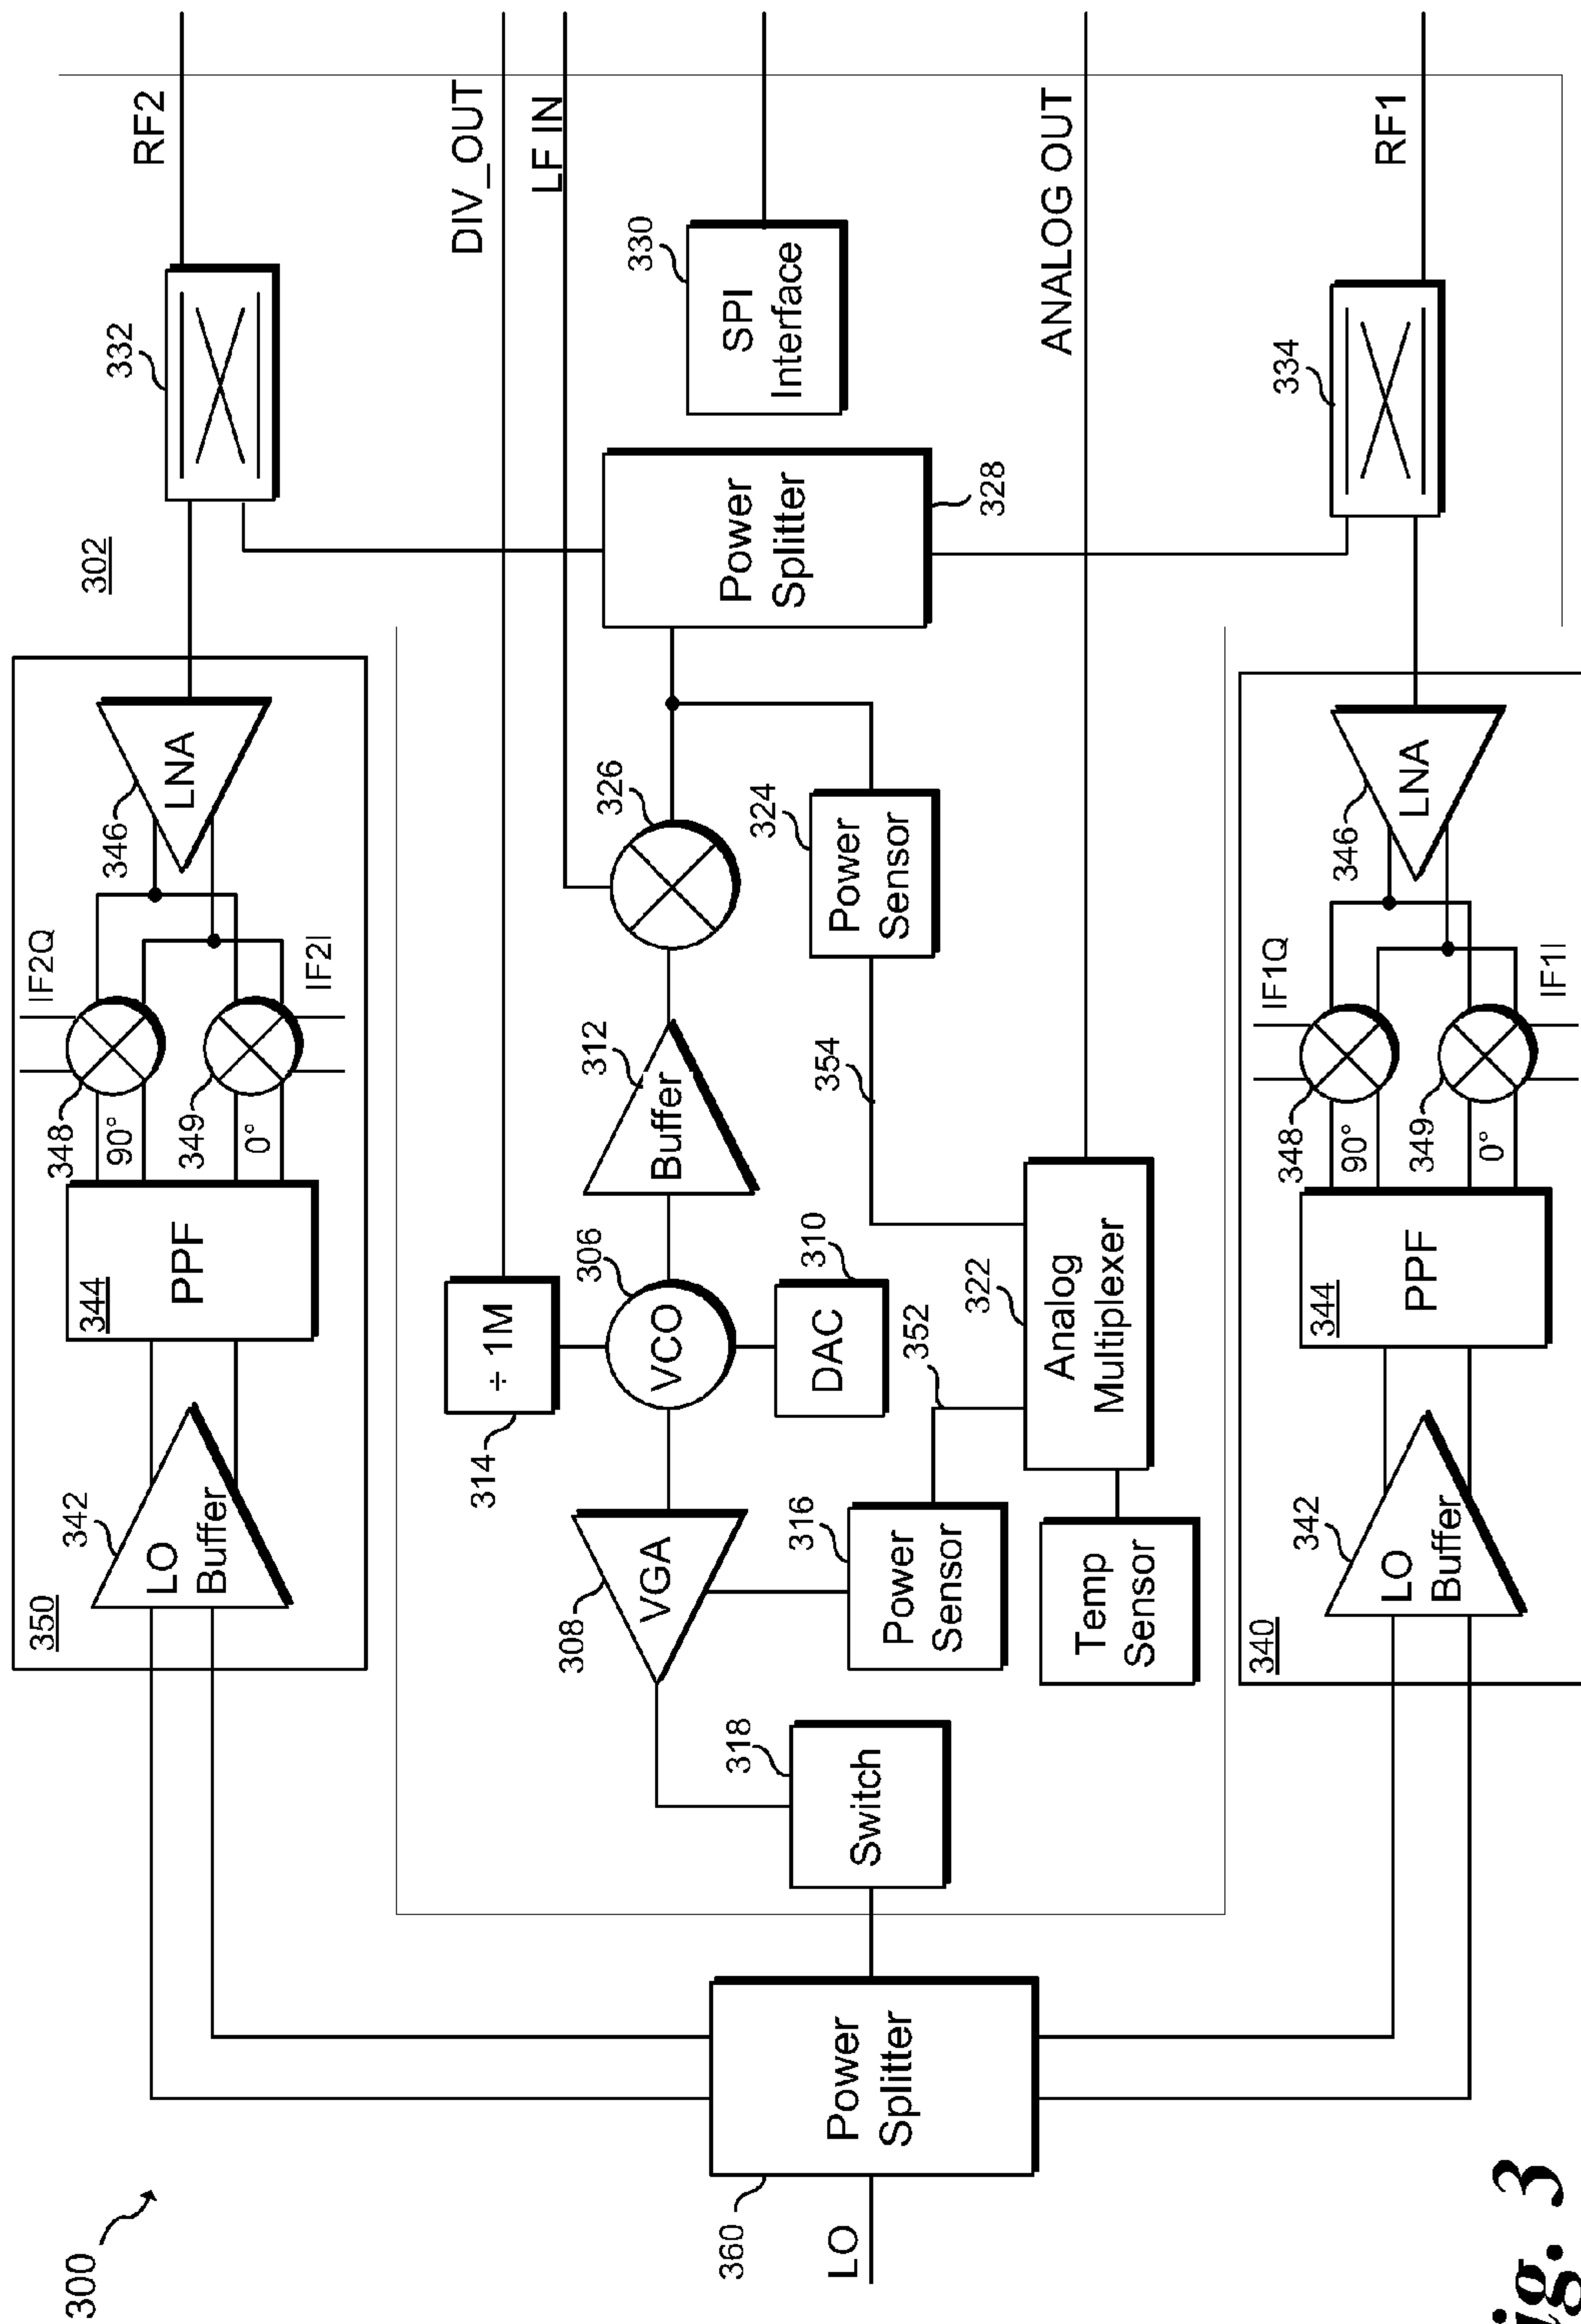 300
350
302
IF2Q
348
90°
344
PPF
342
LO
Buffer
346
LNA
332
RF2
349
0°
IF2I
DIV_OUT
LF IN
314
÷ 1M
306
VCO
312
Buffer
326
308
VGA
310
DAC
316
Power
Sensor
352
354
324
Power
Sensor
330
SPI
Interface
Power
Splitter
328
318
Switch
360
LO
Power
Splitter
322
Analog
Multiplexer
Temp
Sensor
ANALOG OUT
340
342
LO
Buffer
344
PPF
348
90°
349
0°
IF1Q
IF1I
346
LNA
334
RF1
ig. 3